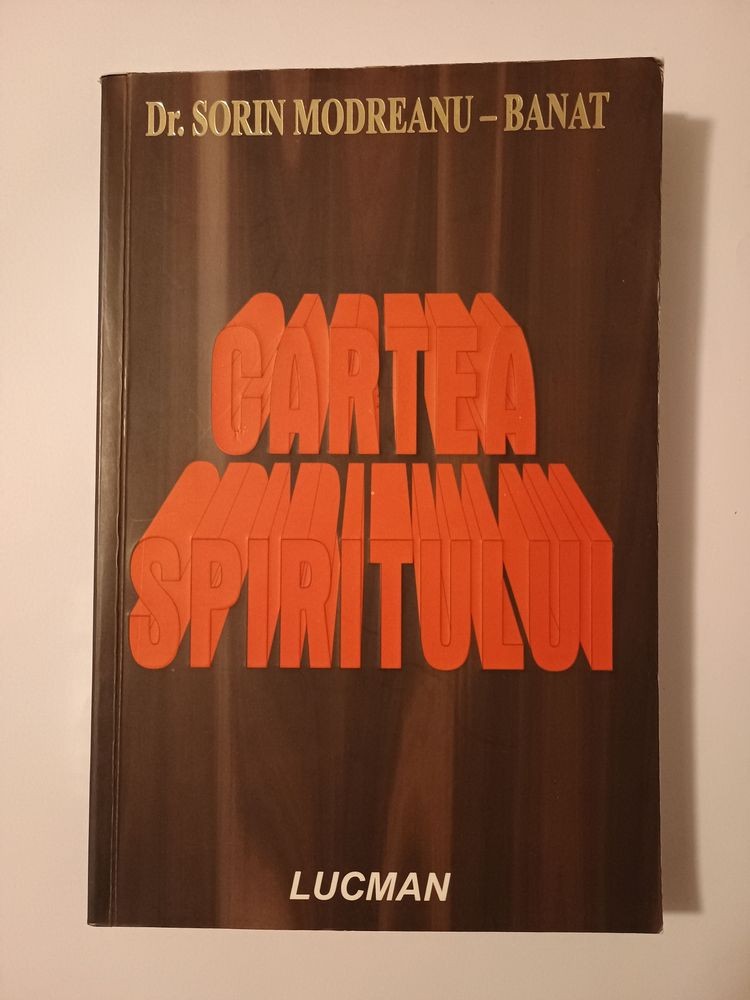 Dr. SORIN MODREANU – BANAT
CARTEA
SPIRITULUI
LUCMAN